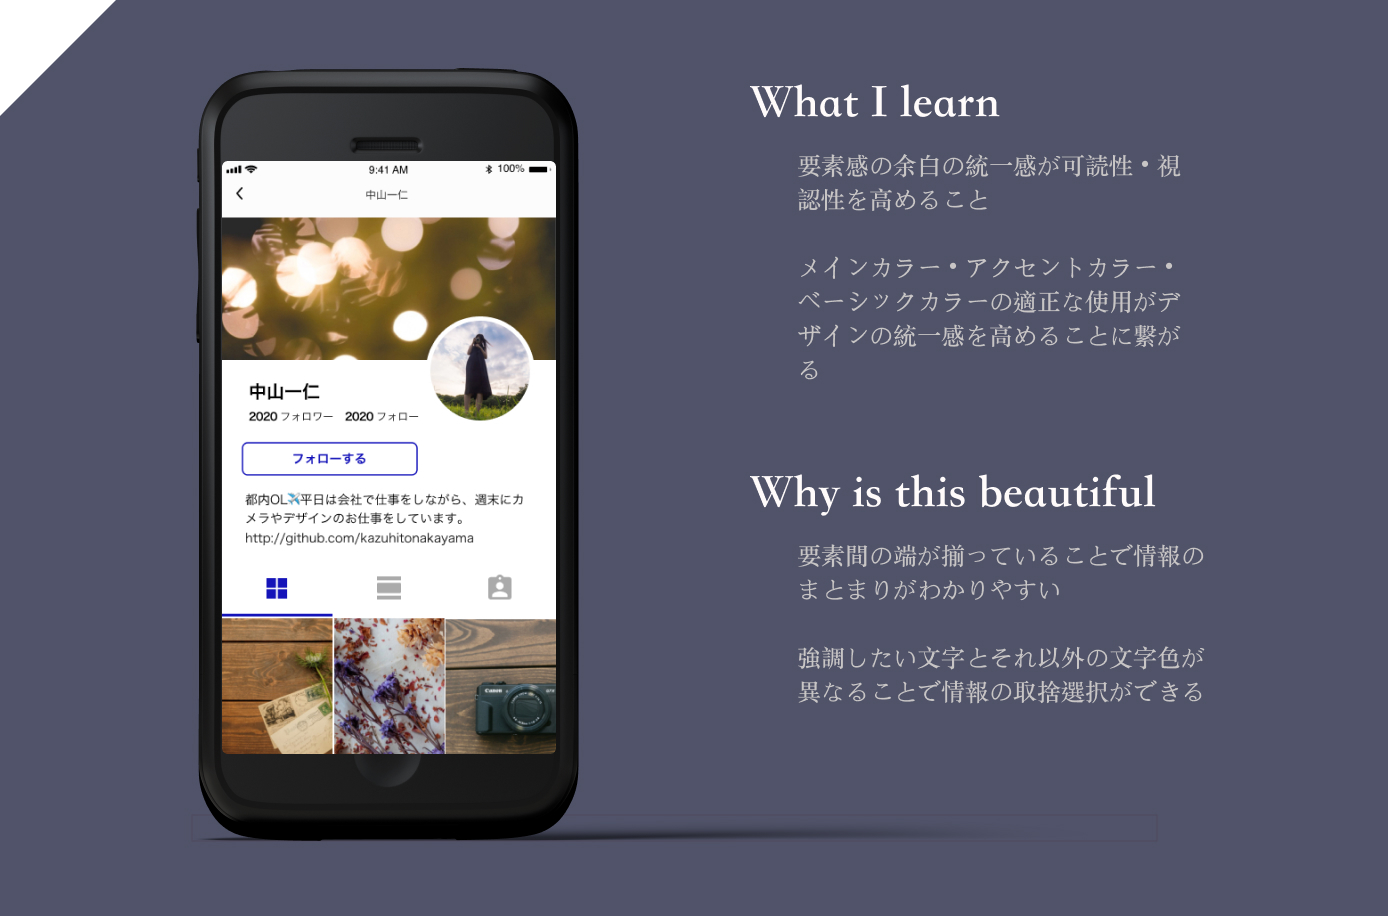 9:41 AM
100%
中山一仁
中山一仁
2020 フォロワー 2020 フォロー
フォローする
都内OL✈️平日は会社で仕事をしながら、週末にカ
メラやデザインのお仕事をしています。
http://github.com/kazuhitonakayama
Canon
What I learn
要素感の余白の統一感が可読性・視
認性を高めること
メインカラー・アクセントカラー・
ベーシックカラーの適正な使用がデ
ザインの統一感を高めることに繋が
る
Why is this beautiful
要素間の端が揃っていることで情報の
まとまりがわかりやすい
強調したい文字とそれ以外の文字色が
異なることで情報の取捨選択ができる